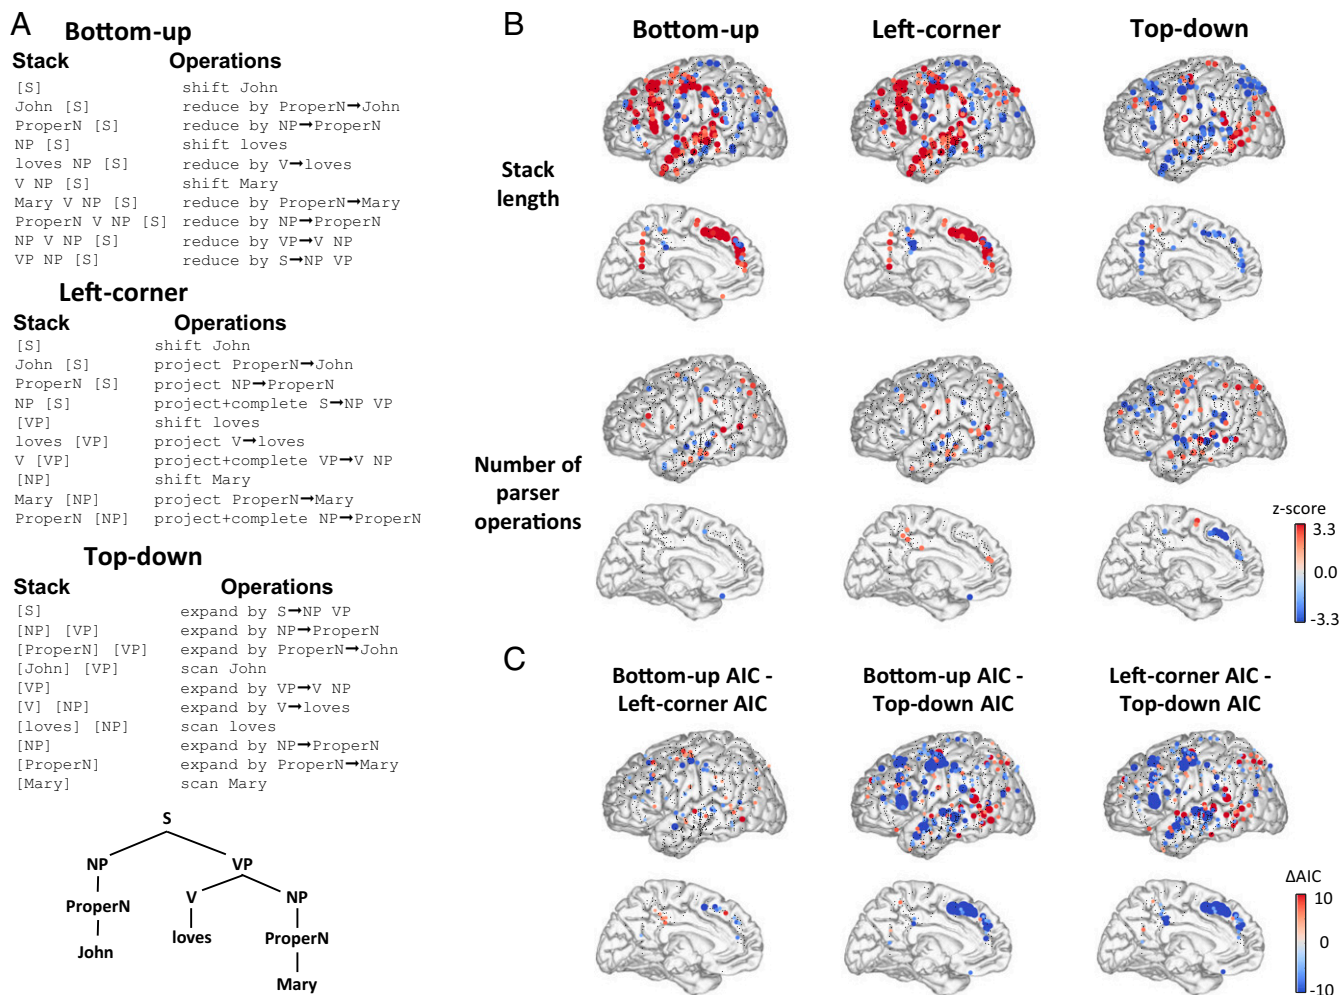 A
Bottom-up
Stack Operations
[S] shift John
John [S] reduce by ProperN→John
ProperN [S] reduce by NP→ProperN
NP [S] shift loves
loves NP [S] reduce by V→loves
V NP [S] shift Mary
Mary V NP [S] reduce by ProperN→Mary
ProperN V NP [S] reduce by NP→ProperN
NP V NP [S] reduce by VP→V NP
VP NP [S] reduce by S→NP VP
Left-corner
Stack Operations
[S] shift John
John [S] project ProperN→John
ProperN [S] project NP→ProperN
NP [S] project+complete S→NP VP
[VP] shift loves
loves [VP] project V→loves
V [VP] project+complete VP→V NP
[NP] shift Mary
Mary [NP] project ProperN→Mary
ProperN [NP] project+complete NP→ProperN
Top-down
Stack Operations
[S] expand by S→NP VP
[NP] [VP] expand by NP→ProperN
[ProperN] [VP] expand by ProperN→John
[John] [VP] scan John
[VP] expand by VP→V NP
[V] [NP] expand by V→loves
[loves] [NP] scan loves
[NP] expand by NP→ProperN
[ProperN] expand by ProperN→Mary
[Mary] scan Mary
S
NP VP
V NP
ProperN
loves ProperN
John
Mary
B
Bottom-up Left-corner Top-down
Stack
length
Number of
parser
operations
z-score
3.3
0.0
-3.3
C
Bottom-up AIC -
Left-corner AIC
Bottom-up AIC -
Top-down AIC
Left-corner AIC -
Top-down AIC
ΔAIC
10
0
-10